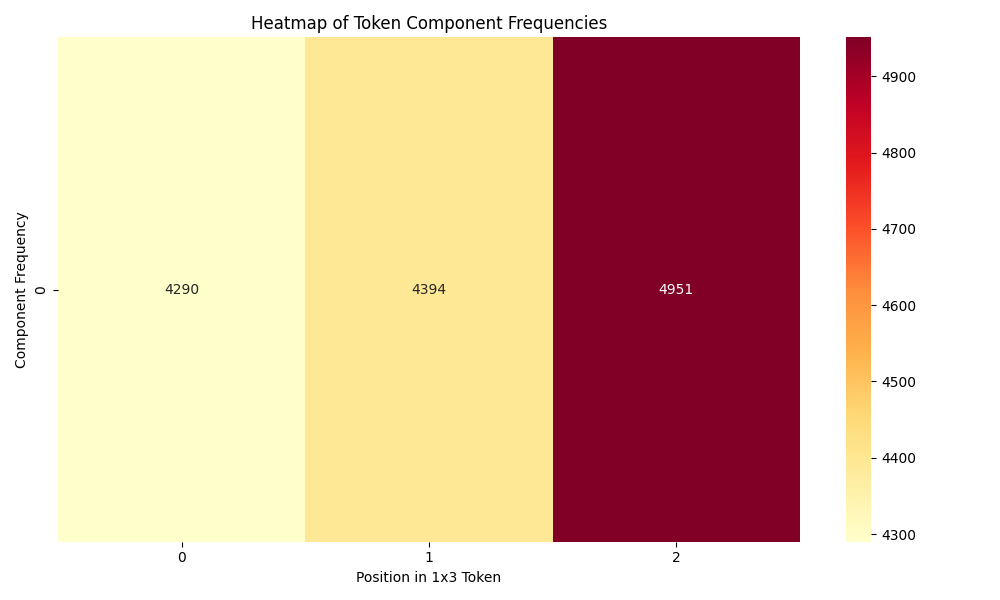 Heatmap of Token Component Frequencies
Component Frequency
0
4290 4394 4951
0 1 2
Position in 1x3 Token
4900
4800
4700
4600
4500
4400
4300